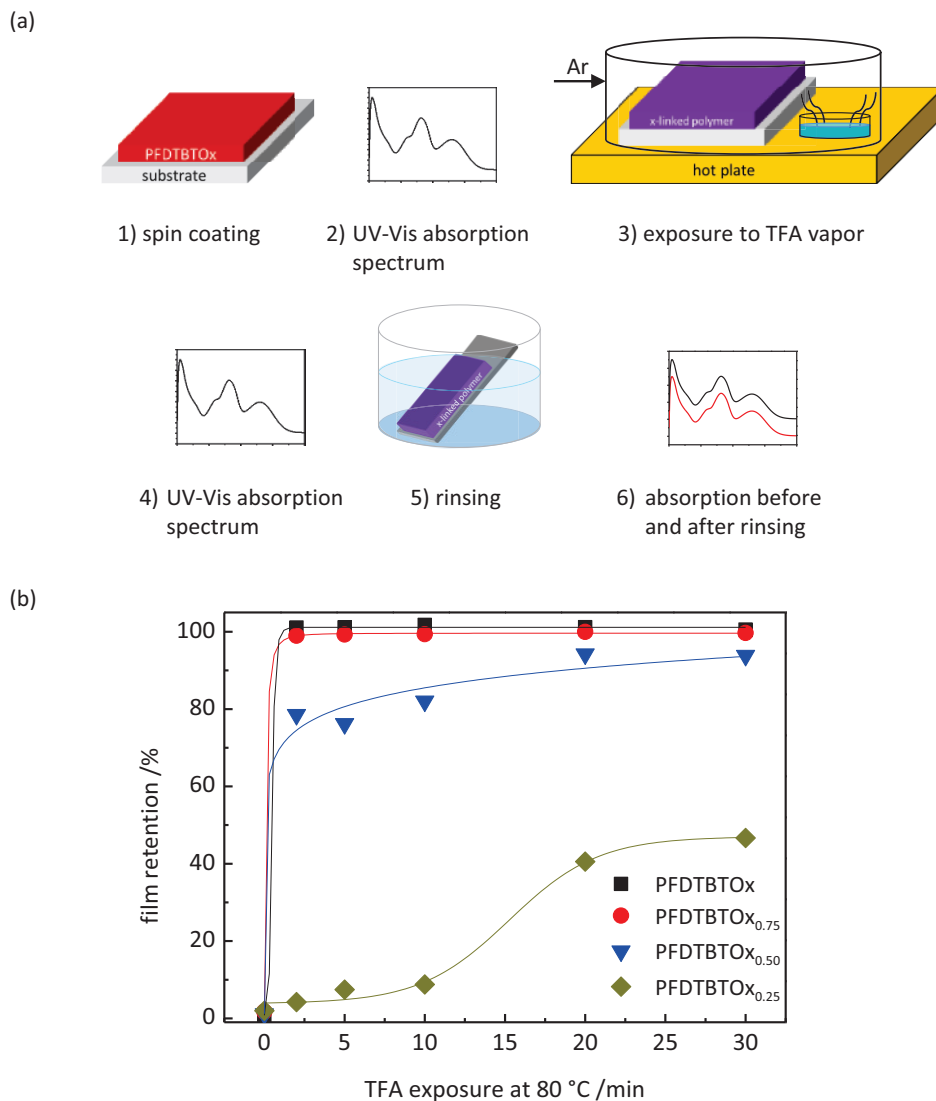 (a)
Ar
PFDTBTOx
substrate
x-linked polymer
hot plate
1) spin coating
2) UV-Vis absorption
spectrum
3) exposure to TFA vapor
x-linked polymer
4) UV-Vis absorption
spectrum
5) rinsing
6) absorption before
and after rinsing
(b)
film retention /%
100
80
60
40
20
0
PFDTBTOx
PFDTBTOx0.75
PFDTBTOx0.50
PFDTBTOx0.25
0 5 10 15 20 25 30
TFA exposure at 80 °C /min